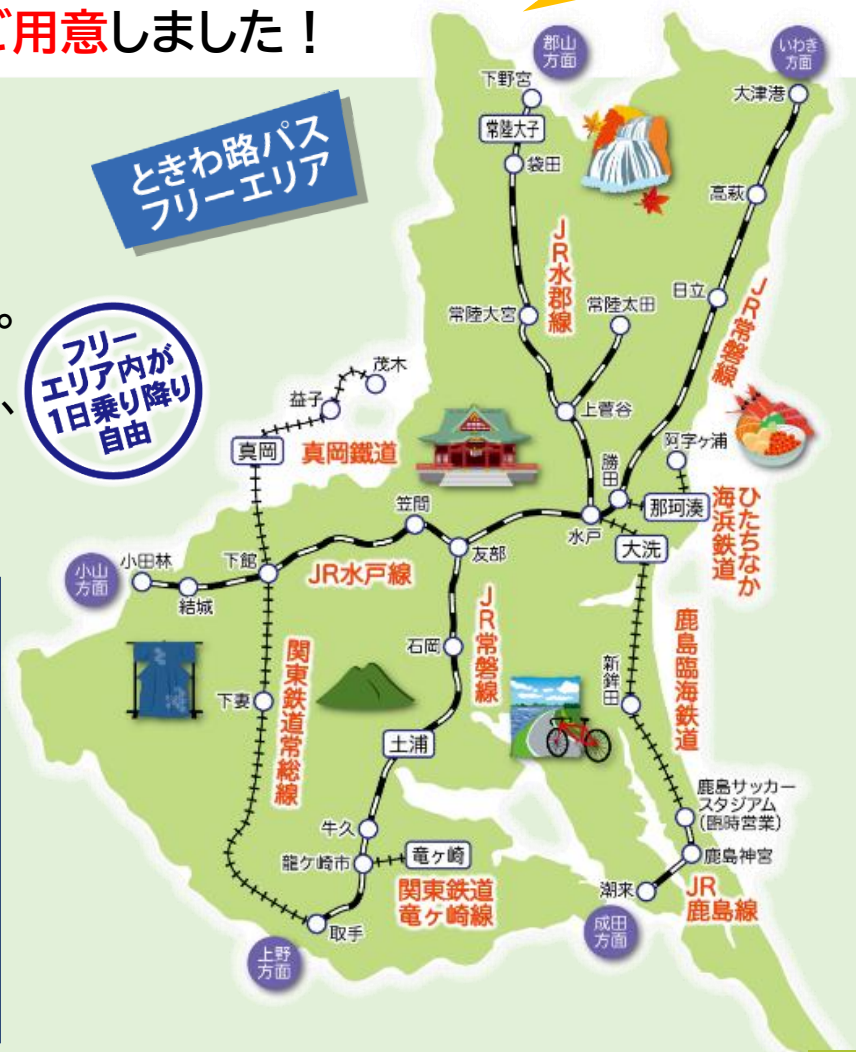 ご用意しました！
ときわ路パス
フリーエリア
。
、
フリー
エリア内が
1日乗り降り
自由
郡山
方面
いわき
方面
下野宮
大津港
常陸大子
袋田
高萩
JR水郡線
JR常磐線
日立
常陸大宮
常陸太田
上菅谷
茂木
益子
真岡
真岡鐵道
阿字ヶ浦
勝田
那珂湊
ひたちなか
海浜鉄道
笠間
水戸
大洗
友部
小山
方面
小田林
結城
下館
JR水戸線
JR常磐線
石岡
鹿島臨海鉄道
新鉾田
関東鉄道常総線
下妻
土浦
鹿島サッカー
スタジアム
(臨時営業)
牛久
龍ケ崎市
竜ヶ崎
関東鉄道
竜ヶ崎線
鹿島神宮
潮来
JR
鹿島線
取手
上野
方面
成田
方面